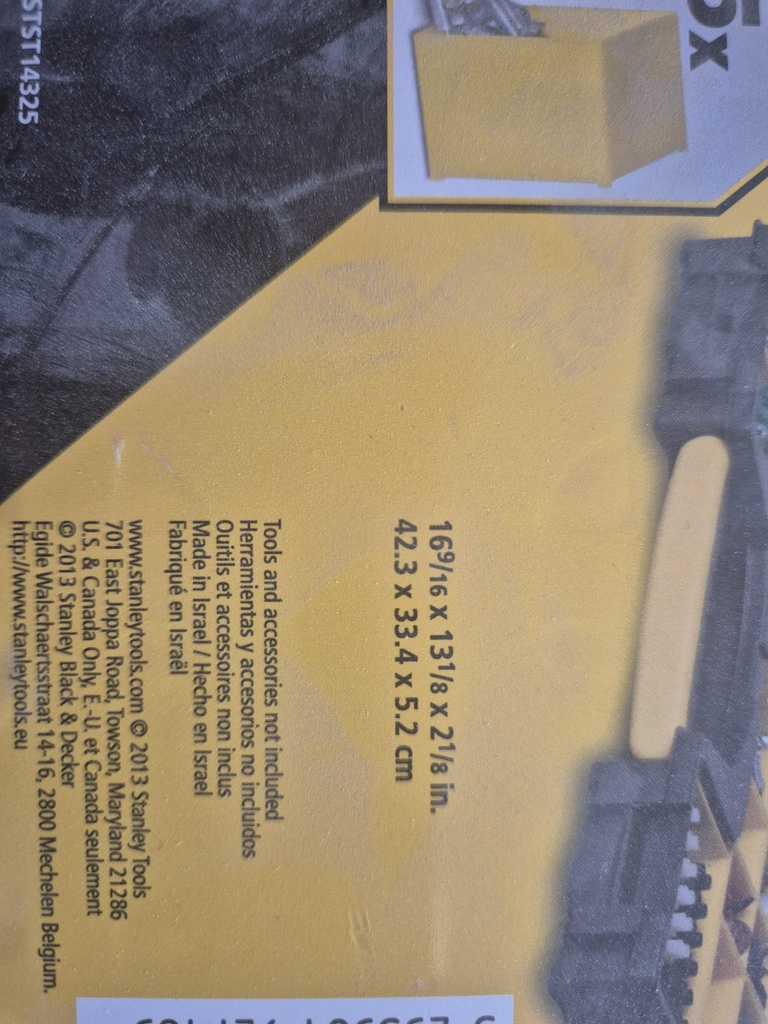 5x
16⁹/16 x 13¹/8 x 2¹/8 in.
42.3 x 33.4 x 5.2 cm
Tools and accessories not included
Herramientas y accesorios no incluidos
Ouitils et accessoires non inclus
Made in Israel / Hecho en Israel
Fabriqué en Israël
www.stanleytools.com © 2013 Stanley Tools
701 East Joppa Road, Towson, Maryland 21286
U.S. & Canada Only, E.-U. et Canada seulement
© 2013 Stanley Black & Decker
Egide Walschaertsstraat 14-16, 2800 Mechelen Belgium.
http://www.stanleytools.eu
STST14325